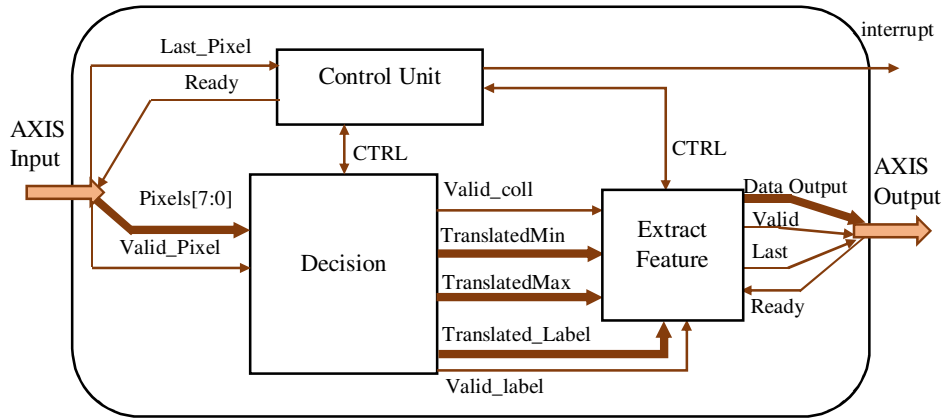 Last_Pixel
Ready
Control Unit
interrupt
AXIS
Input
CTRL
CTRL
AXIS
Output
Pixels[7:0]
Valid_Pixel
Decision
Valid_coll
TranslatedMin
TranslatedMax
Translated_Label
Valid_label
Extract
Feature
Data Output
Valid
Last
Ready